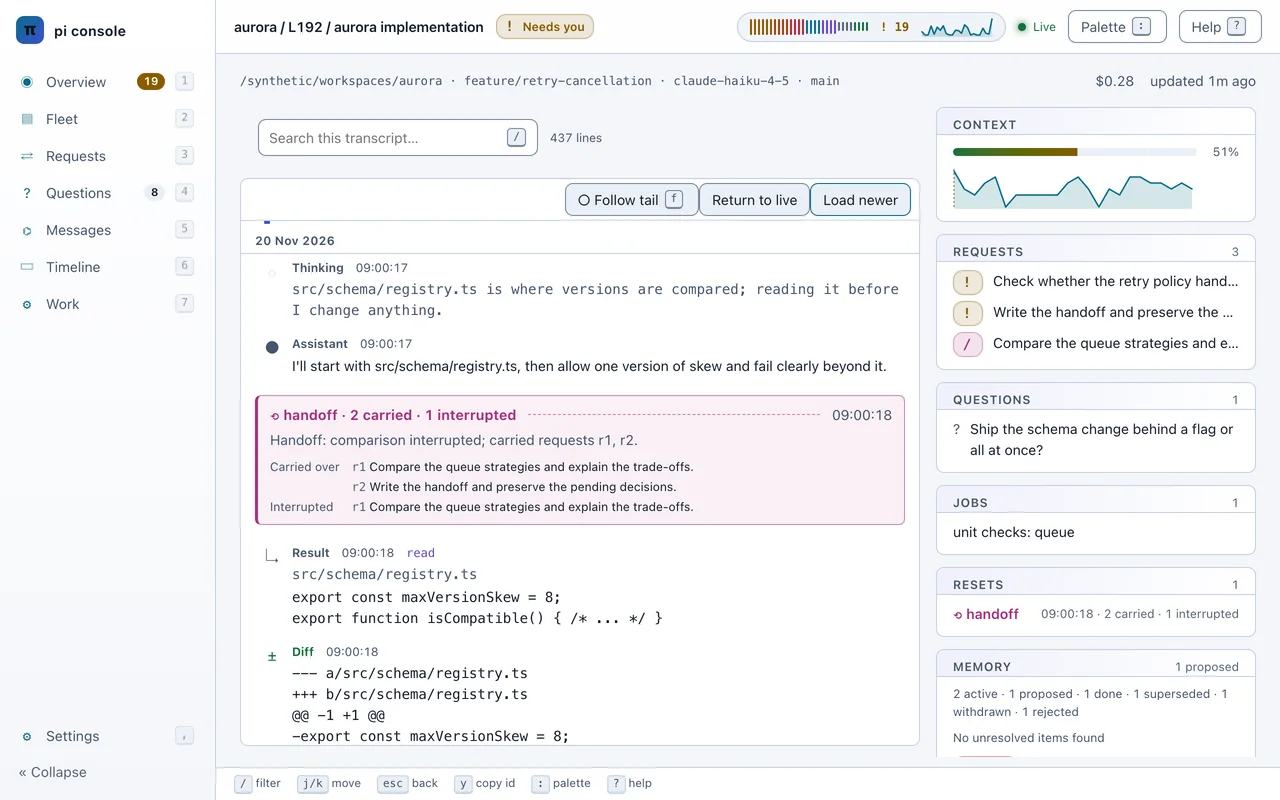 π pi console
Overview 19 1
Fleet 2
Requests 3
? Questions 8 4
Messages 5
Timeline 6
Work 7
Settings ,
« Collapse
aurora / L192 / aurora implementation ! Needs you ! 19 Live Palette : Help ?
/synthetic/workspaces/aurora · feature/retry-cancellation · claude-haiku-4-5 · main $0.28 updated 1m ago
Search this transcript... / 437 lines
Follow tail f Return to live Load newer
20 Nov 2026
Thinking 09:00:17
src/schema/registry.ts is where versions are compared; reading it before
I change anything.
Assistant 09:00:17
I'll start with src/schema/registry.ts, then allow one version of skew and fail clearly beyond it.
handoff · 2 carried · 1 interrupted 09:00:18
Handoff: comparison interrupted; carried requests r1, r2.
Carried over r1 Compare the queue strategies and explain the trade-offs.
r2 Write the handoff and preserve the pending decisions.
Interrupted r1 Compare the queue strategies and explain the trade-offs.
Result 09:00:18 read
src/schema/registry.ts
export const maxVersionSkew = 8;
export function isCompatible() { /* ... */ }
± Diff 09:00:18
--- a/src/schema/registry.ts
+++ b/src/schema/registry.ts
@@ -1 +1 @@
-export const maxVersionSkew = 8;
CONTEXT
51%
REQUESTS 3
! Check whether the retry policy hand...
! Write the handoff and preserve the ...
/ Compare the queue strategies and e...
QUESTIONS 1
? Ship the schema change behind a flag or
all at once?
JOBS 1
unit checks: queue
RESETS 1
handoff 09:00:18 · 2 carried · 1 interrupted
MEMORY 1 proposed
2 active · 1 proposed · 1 done · 1 superseded · 1
withdrawn · 1 rejected
No unresolved items found
/ filter j/k move esc back y copy id : palette ? help